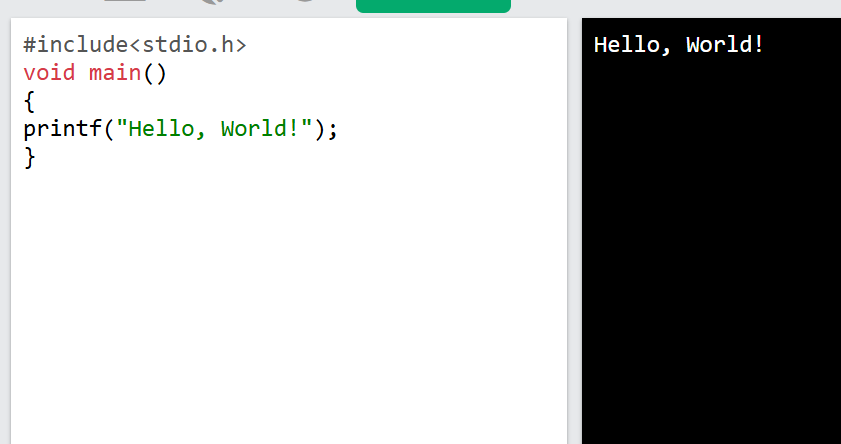 #include<stdio.h>
void main()
{
printf("Hello, World!");
}
Hello, World!